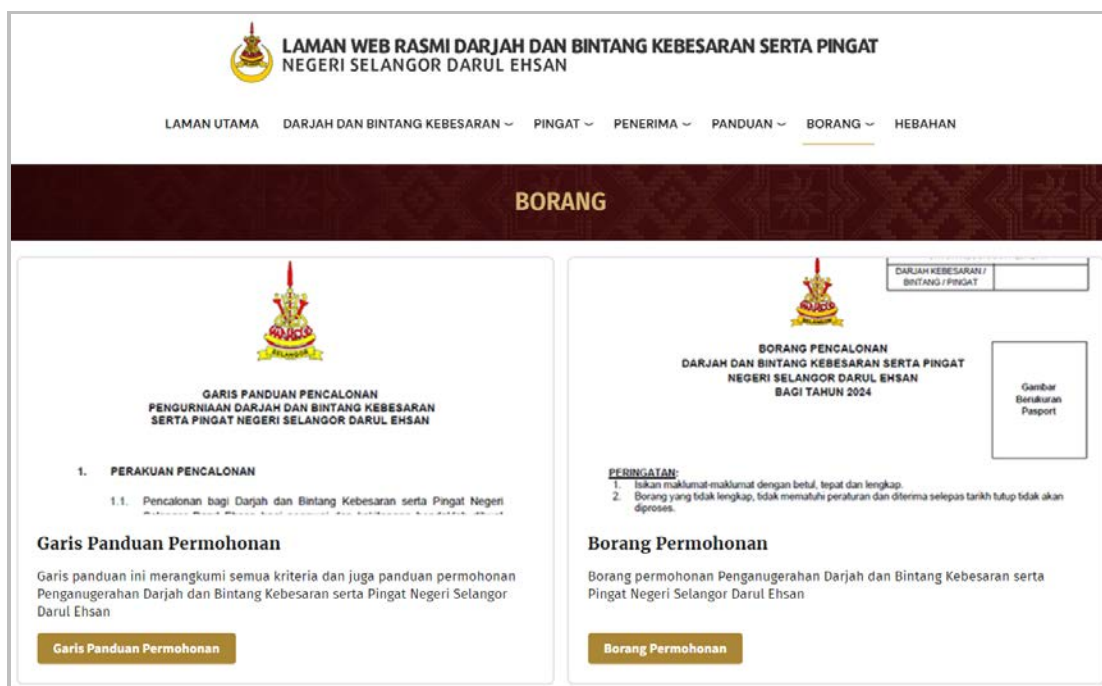 LAMAN WEB RASMI DARJAH DAN BINTANG KEBESARAN SERTA PINGAT
NEGERI SELANGOR DARUL EHSAN
LAMAN UTAMA DARJAH DAN BINTANG KEBESARAN PINGAT PENERIMA PANDUAN BORANG HEBAHAN
BORANG
SELANGOR
GARIS PANDUAN PENCALONAN
PENGURNIAAN DARJAH DAN BINTANG KEBESARAN
SERTA PINGAT NEGERI SELANGOR DARUL EHSAN
1. PERAKUAN PENCALONAN
1.1. Pencalonan bagi Darjah dan Bintang Kebesaran serta Pingat Negeri
Garis Panduan Permohonan
Garis panduan ini merangkumi semua kriteria dan juga panduan permohonan
Penganugerahan Darjah dan Bintang Kebesaran serta Pingat Negeri Selangor
Darul Ehsan
Garis Panduan Permohonan
DARJAH KEBESARAN /
BINTANG / PINGAT
SELANGOR
BORANG PENCALONAN
DARJAH DAN BINTANG KEBESARAN SERTA PINGAT
NEGERI SELANGOR DARUL EHSAN
BAGI TAHUN 2024
Gambar
Berukuran
Pasport
PERINGATAN:
1. Isikan maklumat-maklumat dengan betul, tepat dan lengkap.
2. Borang yang tidak lengkap, tidak mematuhi peraturan dan diterima selepas tarikh tutup tidak akan
diproses.
Borang Permohonan
Borang permohonan Penganugerahan Darjah dan Bintang Kebesaran serta
Pingat Negeri Selangor Darul Ehsan
Borang Permohonan